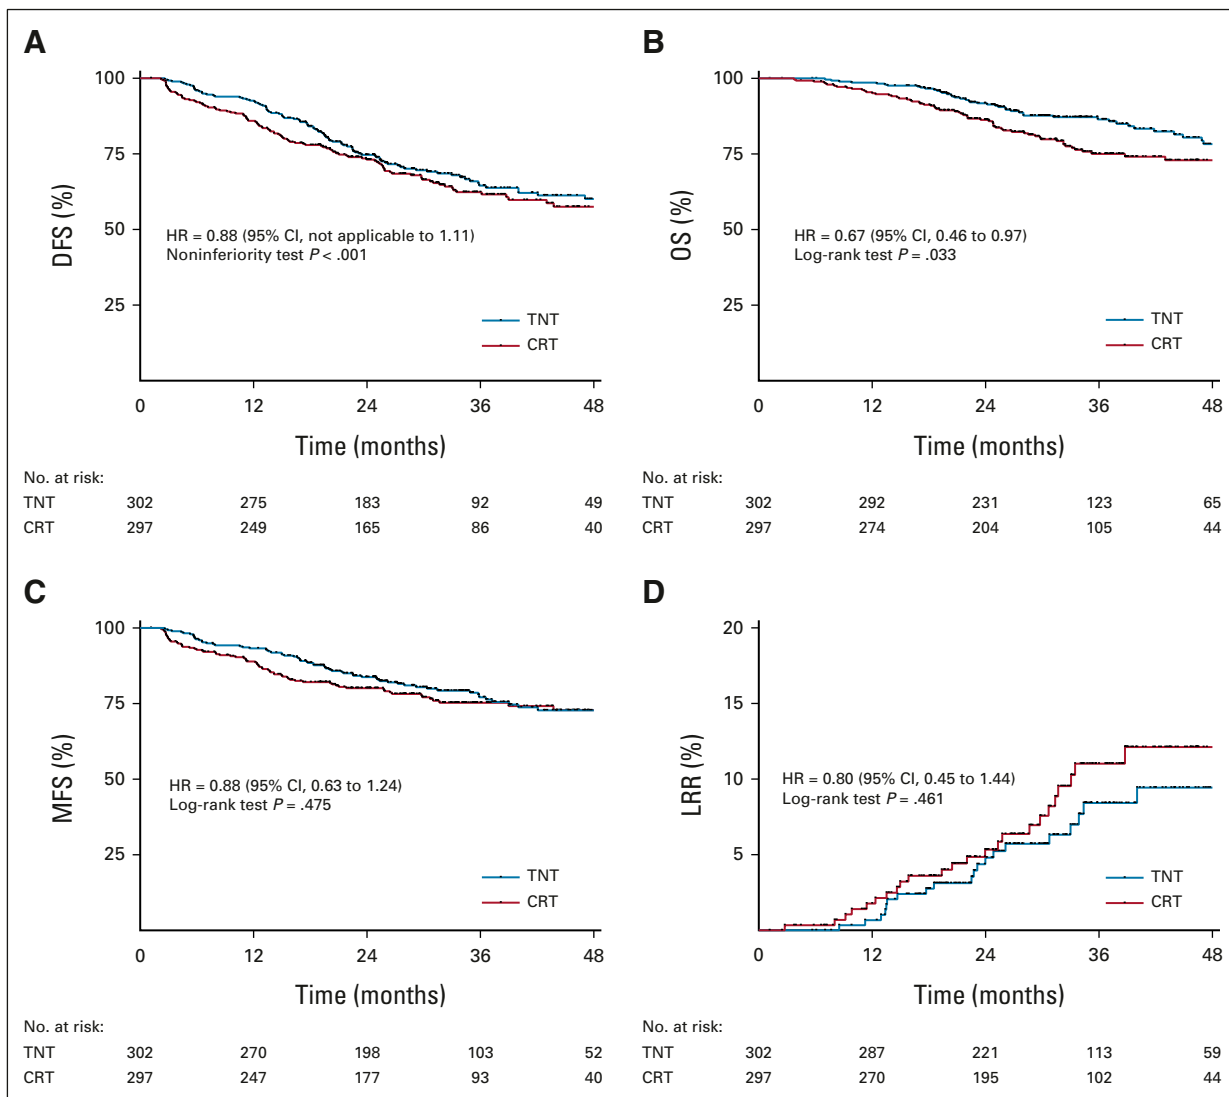 A
100
75
50
25
DFS (%)
HR = 0.88 (95% CI, not applicable to 1.11)
Noninferiority test P < .001
TNT
CRT
0 12 24 36 48
Time (months)
No. at risk:
TNT 302 275 183 92 49
CRT 297 249 165 86 40
B
100
75
50
25
OS (%)
HR = 0.67 (95% CI, 0.46 to 0.97)
Log-rank test P = .033
TNT
CRT
0 12 24 36 48
Time (months)
No. at risk:
TNT 302 292 231 123 65
CRT 297 274 204 105 44
C
100
75
50
25
MFS (%)
HR = 0.88 (95% CI, 0.63 to 1.24)
Log-rank test P = .475
TNT
CRT
0 12 24 36 48
Time (months)
No. at risk:
TNT 302 270 198 103 52
CRT 297 247 177 93 40
D
20
15
10
5
LRR (%)
HR = 0.80 (95% CI, 0.45 to 1.44)
Log-rank test P = .461
TNT
CRT
0 12 24 36 48
Time (months)
No. at risk:
TNT 302 287 221 113 59
CRT 297 270 195 102 44